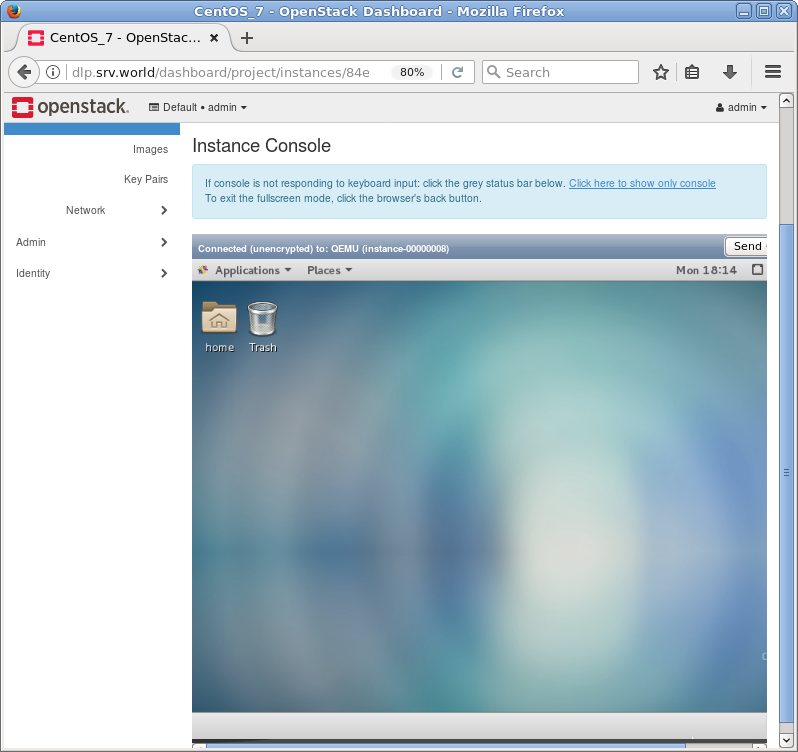 CentOS_7 - OpenStack Dashboard - Mozilla Firefox
CentOS_7 - OpenStac...
dlp.srv.world/dashboard/project/instances/84e 80% Search
openstack. Default • admin admin
Images
Key Pairs
Network
Admin
Identity
Instance Console
If console is not responding to keyboard input: click the grey status bar below. Click here to show only console
To exit the fullscreen mode, click the browser's back button.
Connected (unencrypted) to: QEMU (instance-00000008) Send
Applications Places Mon 18:14
home Trash